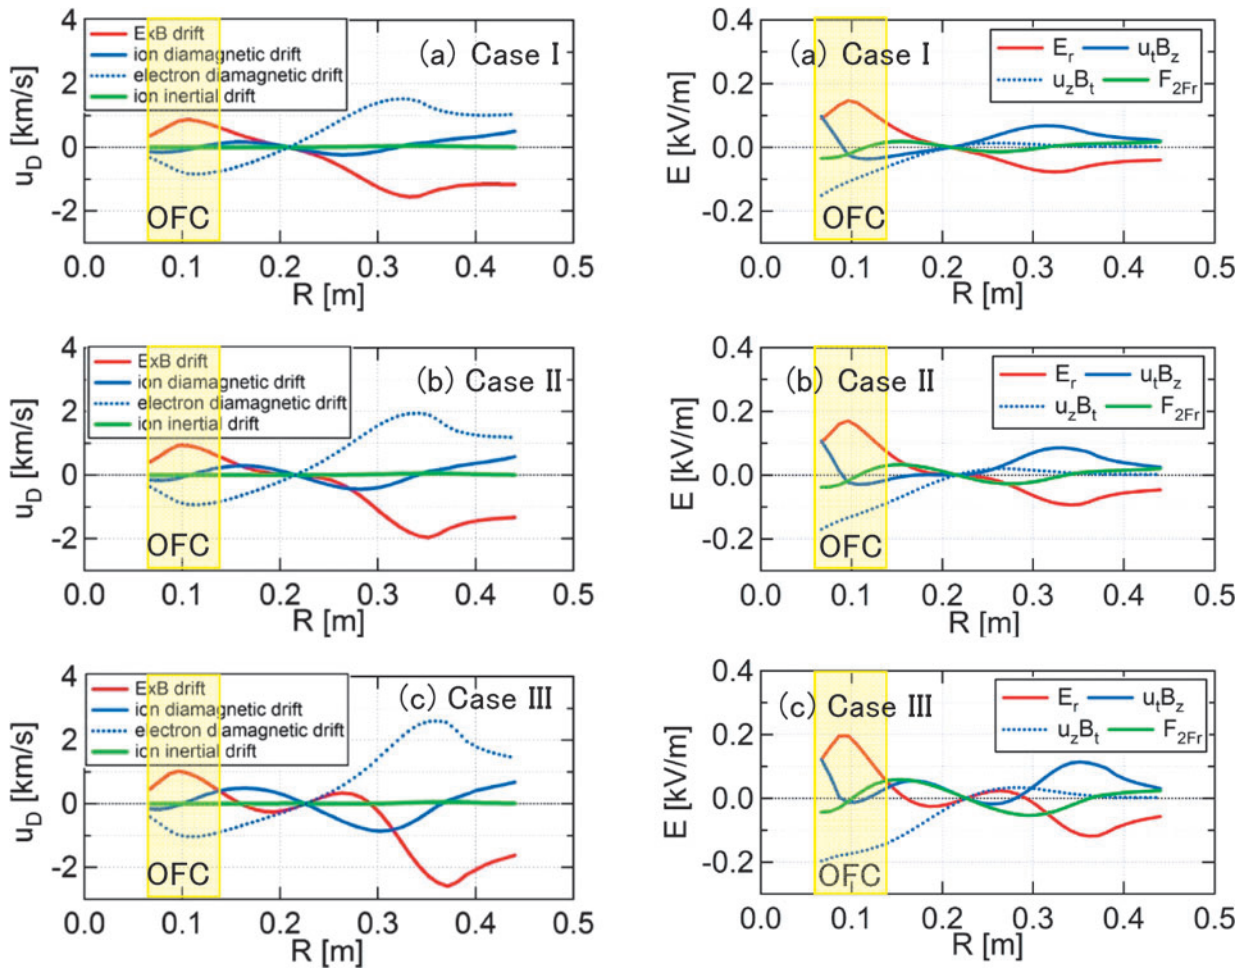 4
2
0
-2
u_D [km/s]
ExB drift
ion diamagnetic drift
electron diamagnetic drift
ion inertial drift
(a) Case I
OFC
0.0 0.1 0.2 0.3 0.4 0.5
R [m]
0.4
0.2
0.0
-0.2
E [kV/m]
(a) Case I
E_r u_tB_z
u_zB_t F_2Fr
OFC
0.0 0.1 0.2 0.3 0.4 0.5
R [m]
4
2
0
-2
u_D [km/s]
ExB drift
ion diamagnetic drift
electron diamagnetic drift
ion inertial drift
(b) Case II
OFC
0.0 0.1 0.2 0.3 0.4 0.5
R [m]
0.4
0.2
0.0
-0.2
E [kV/m]
(b) Case II
E_r u_tB_z
u_zB_t F_2Fr
OFC
0.0 0.1 0.2 0.3 0.4 0.5
R [m]
4
2
0
-2
u_D [km/s]
ExB drift
ion diamagnetic drift
electron diamagnetic drift
ion inertial drift
(c) Case III
OFC
0.0 0.1 0.2 0.3 0.4 0.5
R [m]
0.4
0.2
0.0
-0.2
E [kV/m]
(c) Case III
E_r u_tB_z
u_zB_t F_2Fr
OFC
0.0 0.1 0.2 0.3 0.4 0.5
R [m]